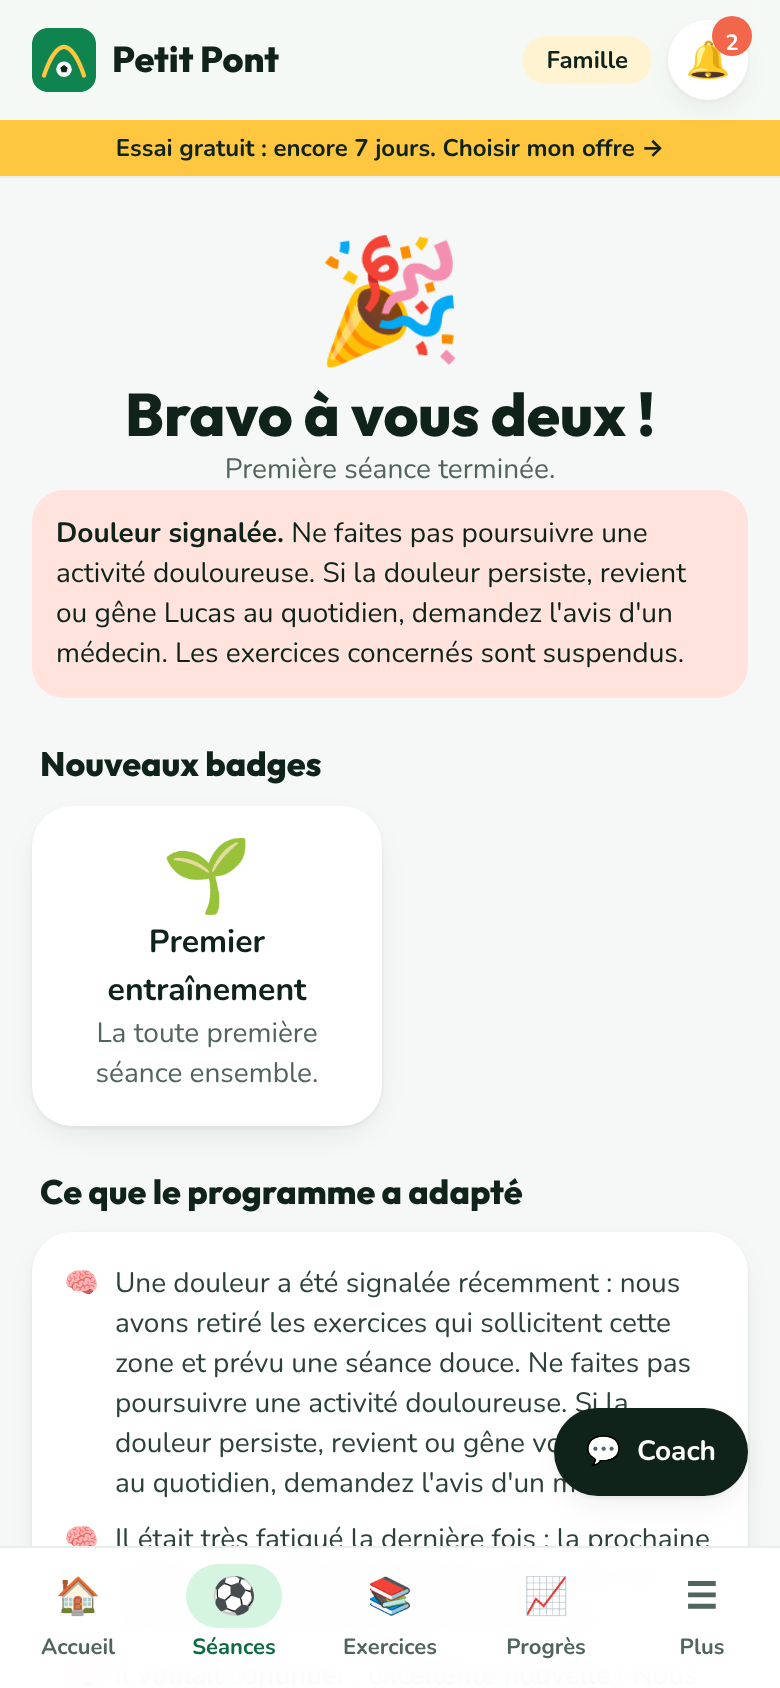 Petit Pont
Famille
2
Essai gratuit : encore 7 jours. Choisir mon offre →
Bravo à vous deux !
Première séance terminée.
Douleur signalée. Ne faites pas poursuivre une
activité douloureuse. Si la douleur persiste, revient
ou gêne Lucas au quotidien, demandez l'avis d'un
médecin. Les exercices concernés sont suspendus.
Nouveaux badges
Premier
entraînement
La toute première
séance ensemble.
Ce que le programme a adapté
Une douleur a été signalée récemment : nous
avons retiré les exercices qui sollicitent cette
zone et prévu une séance douce. Ne faites pas
poursuivre une activité douloureuse. Si la
douleur persiste, revient ou gêne
au quotidien, demandez l'avis d'un
Coach
Il était très fatigué la dernière fois : la prochaine
Accueil
Séances
Exercices
Progrès
Plus